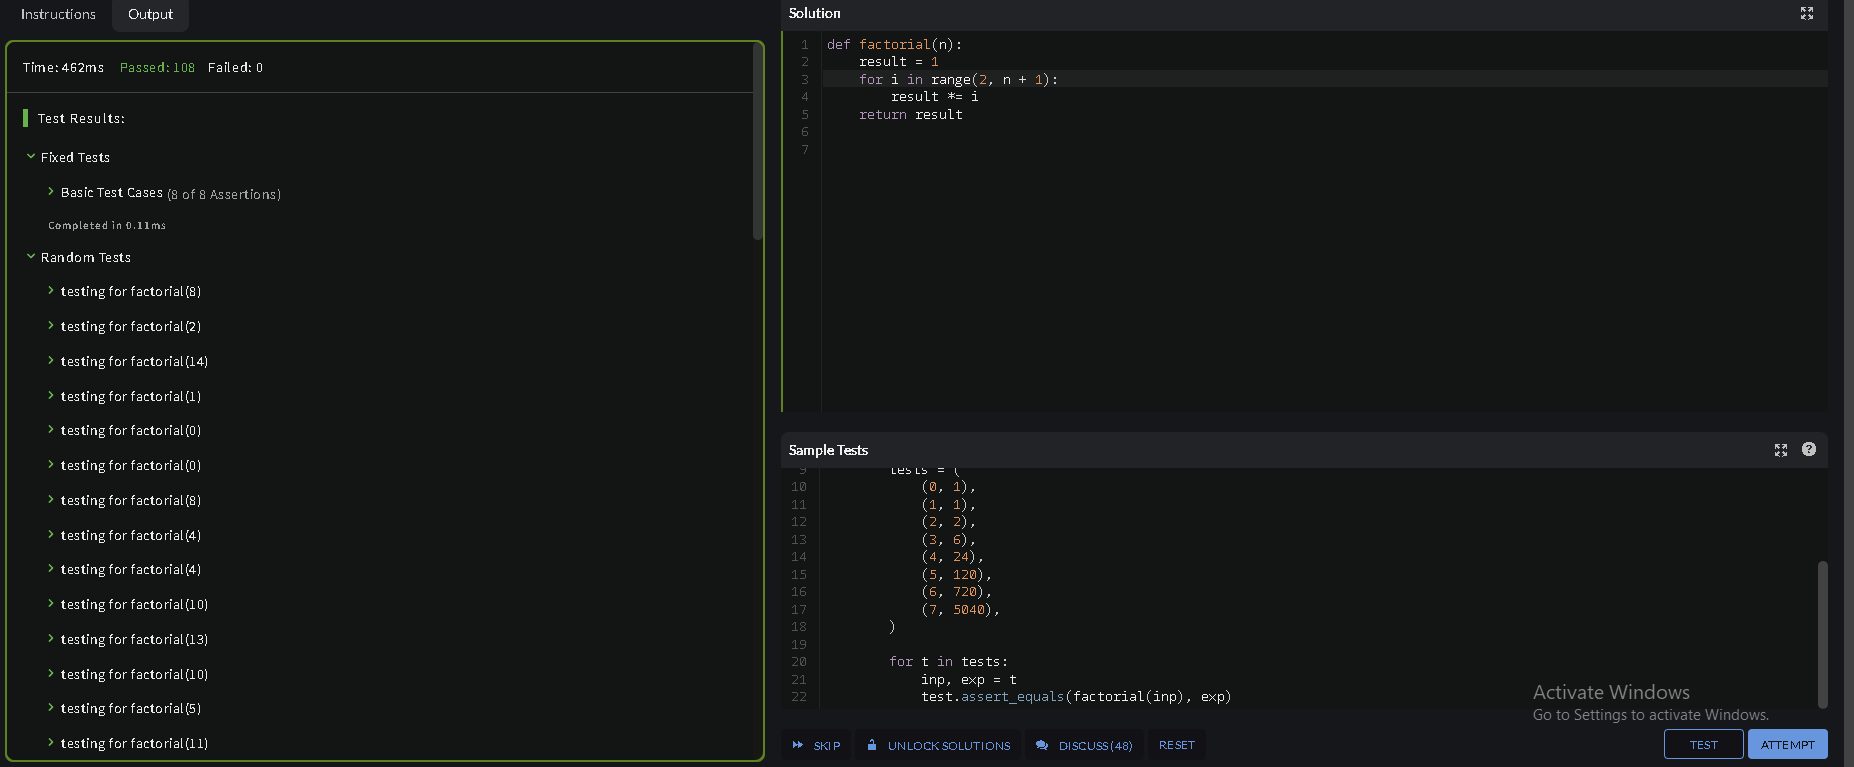 Instructions Output
Time: 462ms Passed: 108 Failed: 0
Test Results:
Fixed Tests
Basic Test Cases (8 of 8 Assertions)
Completed in 0.11ms
Random Tests
testing for factorial(8)
testing for factorial(2)
testing for factorial(14)
testing for factorial(1)
testing for factorial(0)
testing for factorial(0)
testing for factorial(8)
testing for factorial(4)
testing for factorial(4)
testing for factorial(10)
testing for factorial(13)
testing for factorial(10)
testing for factorial(5)
testing for factorial(11)
Solution
1 def factorial(n):
2     result = 1
3     for i in range(2, n + 1):
4         result *= i
5     return result
6
7
Sample Tests
9         tests = (
10             (0, 1),
11             (1, 1),
12             (2, 2),
13             (3, 6),
14             (4, 24),
15             (5, 120),
16             (6, 720),
17             (7, 5040),
18         )
19
20         for t in tests:
21             inp, exp = t
22             test.assert_equals(factorial(inp), exp)
Activate Windows
Go to Settings to activate Windows.
SKIP UNLOCK SOLUTIONS DISCUSS (48) RESET TEST ATTEMPT